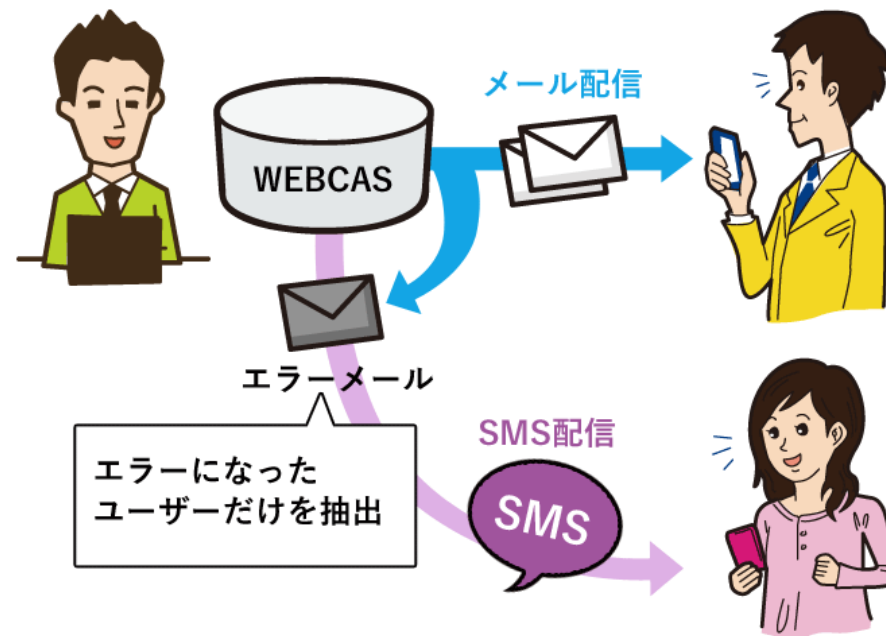 メール配信
WEBCAS
エラーメール
エラーになった
ユーザーだけを抽出
SMS配信
SMS